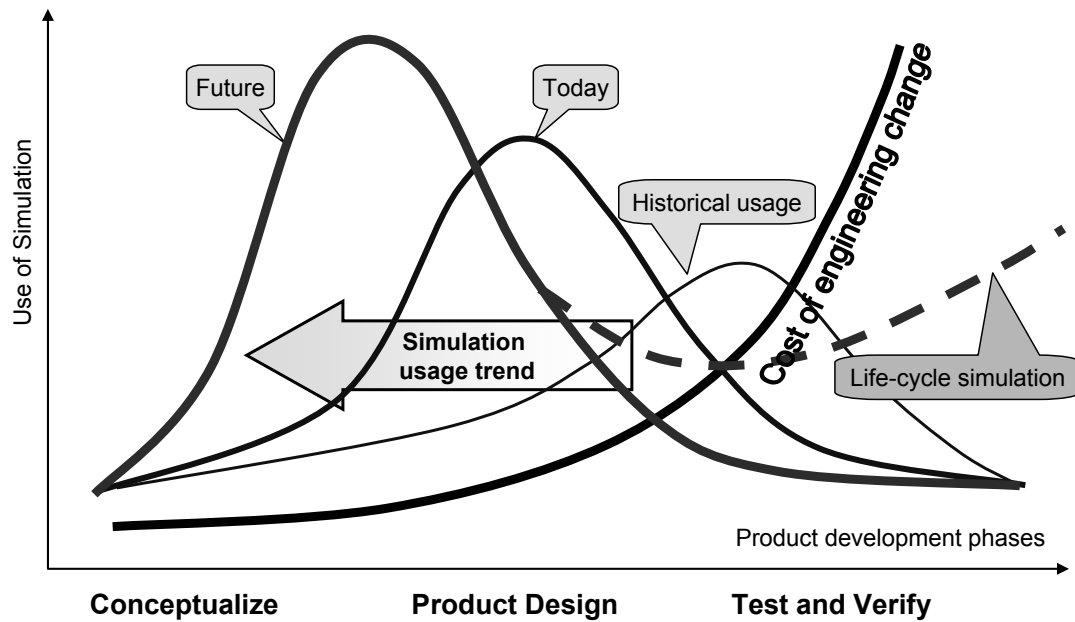 Future
Today
Historical usage
Cost of engineering change
Use of Simulation
Simulation
usage trend
Life-cycle simulation
Product development phases
Conceptualize
Product Design
Test and Verify